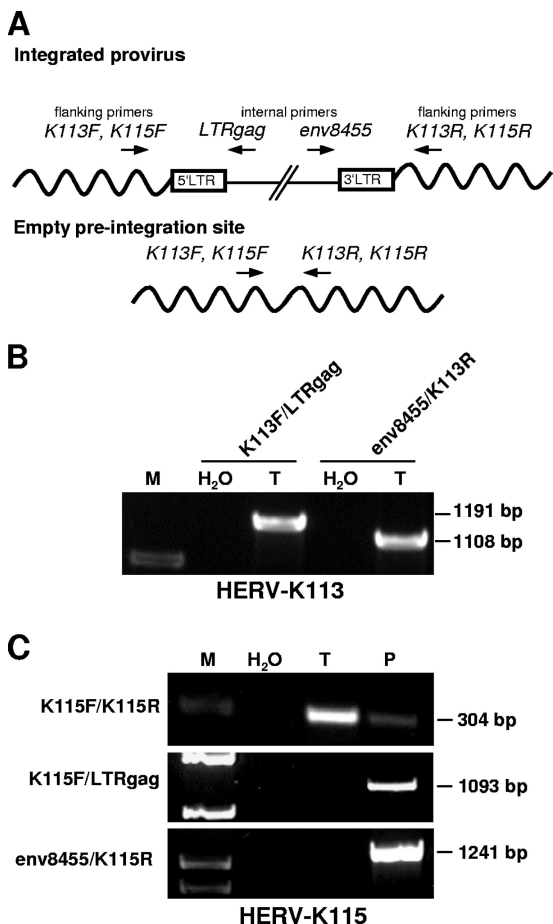 A
Integrated provirus
flanking primers internal primers flanking primers
K113F, K115F LTRgag env8455 K113R, K115R
5'LTR 3'LTR
Empty pre-integration site
K113F, K115F K113R, K115R
B
K113F/LTRgag env8455/K113R
M H₂O T H₂O T
1191 bp
1108 bp
HERV-K113
C
M H₂O T P
K115F/K115R 304 bp
K115F/LTRgag 1093 bp
env8455/K115R 1241 bp
HERV-K115